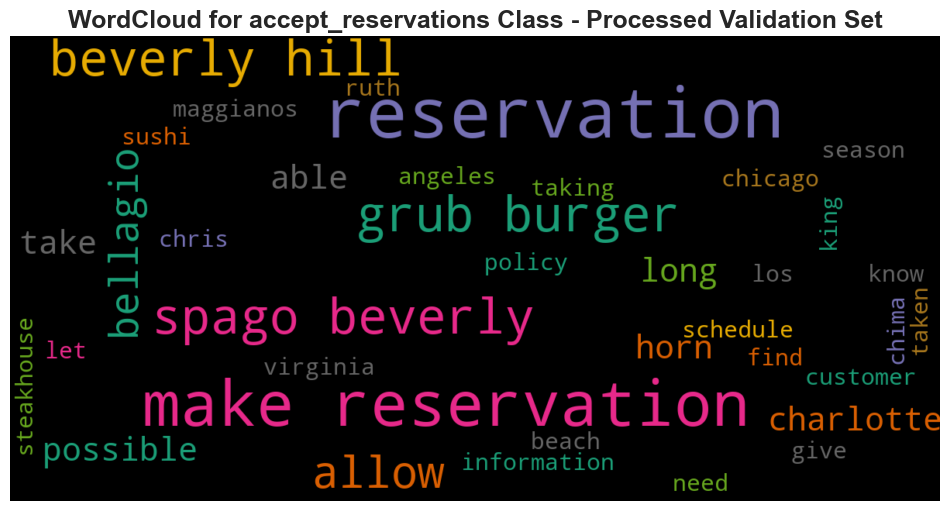 WordCloud for accept_reservations Class - Processed Validation Set
beverly hill
ruth
maggianos
reservation
sushi
season
able
angeles
taking
chicago
bellagio
grub burger
king
take
chris
policy
long
los
know
spago beverly
schedule
chima
taken
horn
find
let
steakhouse
virginia
customer
make reservation
charlotte
possible
beach
information
give
allow
need